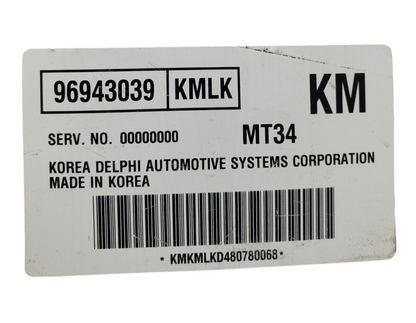 96943039 KMLK KM
SERV. NO. 00000000 MT34
KOREA DELPHI AUTOMOTIVE SYSTEMS CORPORATION
MADE IN KOREA
* KMKMLKD480780068 *